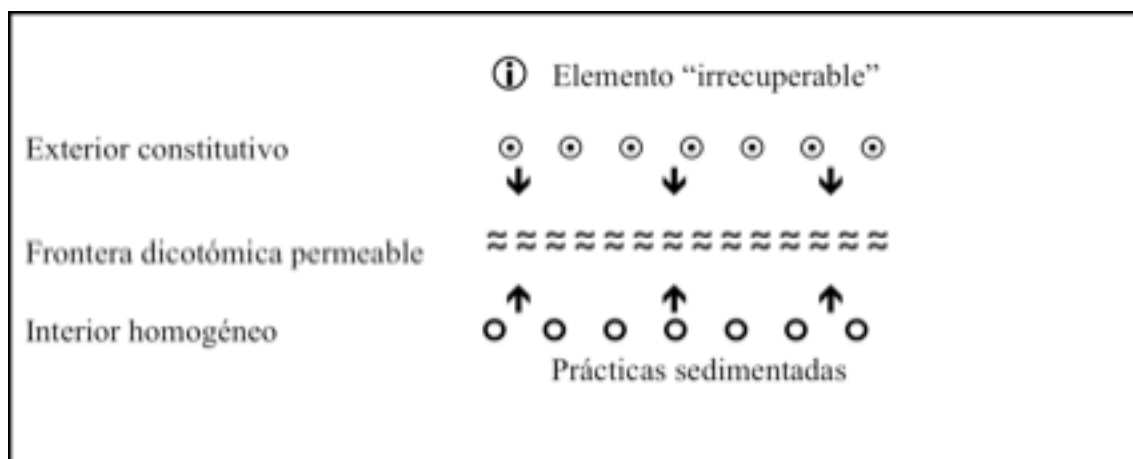 ⓘ Elemento “irrecuperable”
Exterior constitutivo
Frontera dicotómica permeable ≈ ≈ ≈ ≈ ≈ ≈ ≈ ≈ ≈ ≈ ≈ ≈ ≈ ≈
Interior homogéneo
Prácticas sedimentadas